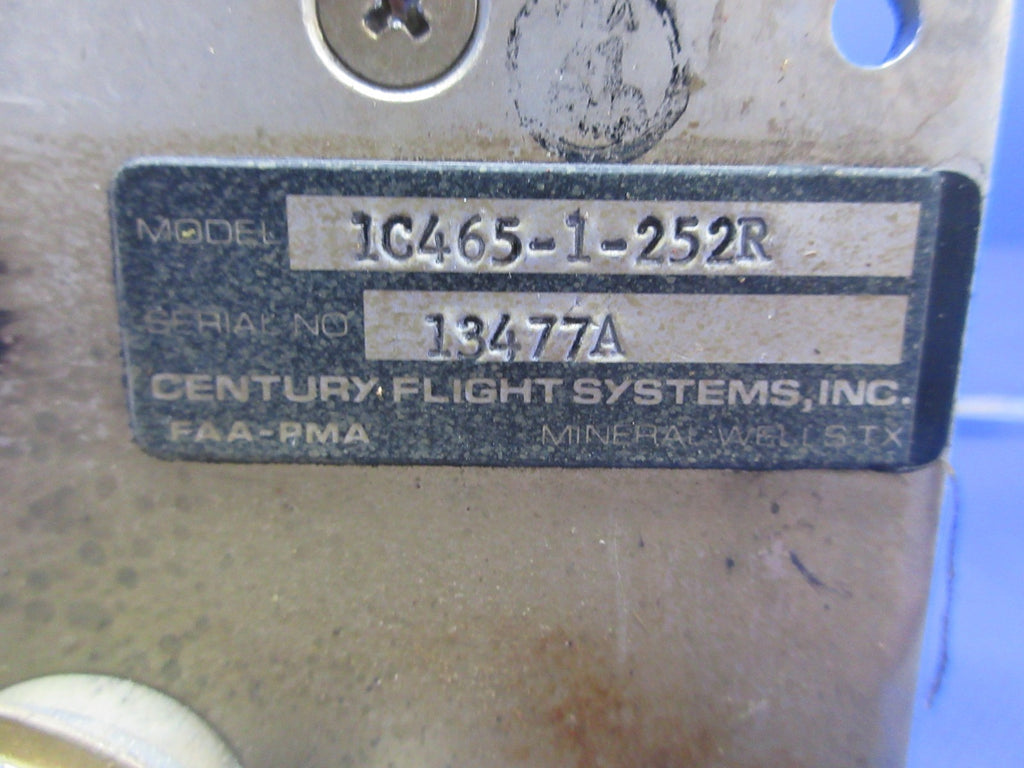 MODEL 1C465-1-252R
SERIAL NO 13477A
CENTURY FLIGHT SYSTEMS, INC.
FAA-PMA MINERAL WELLS TX